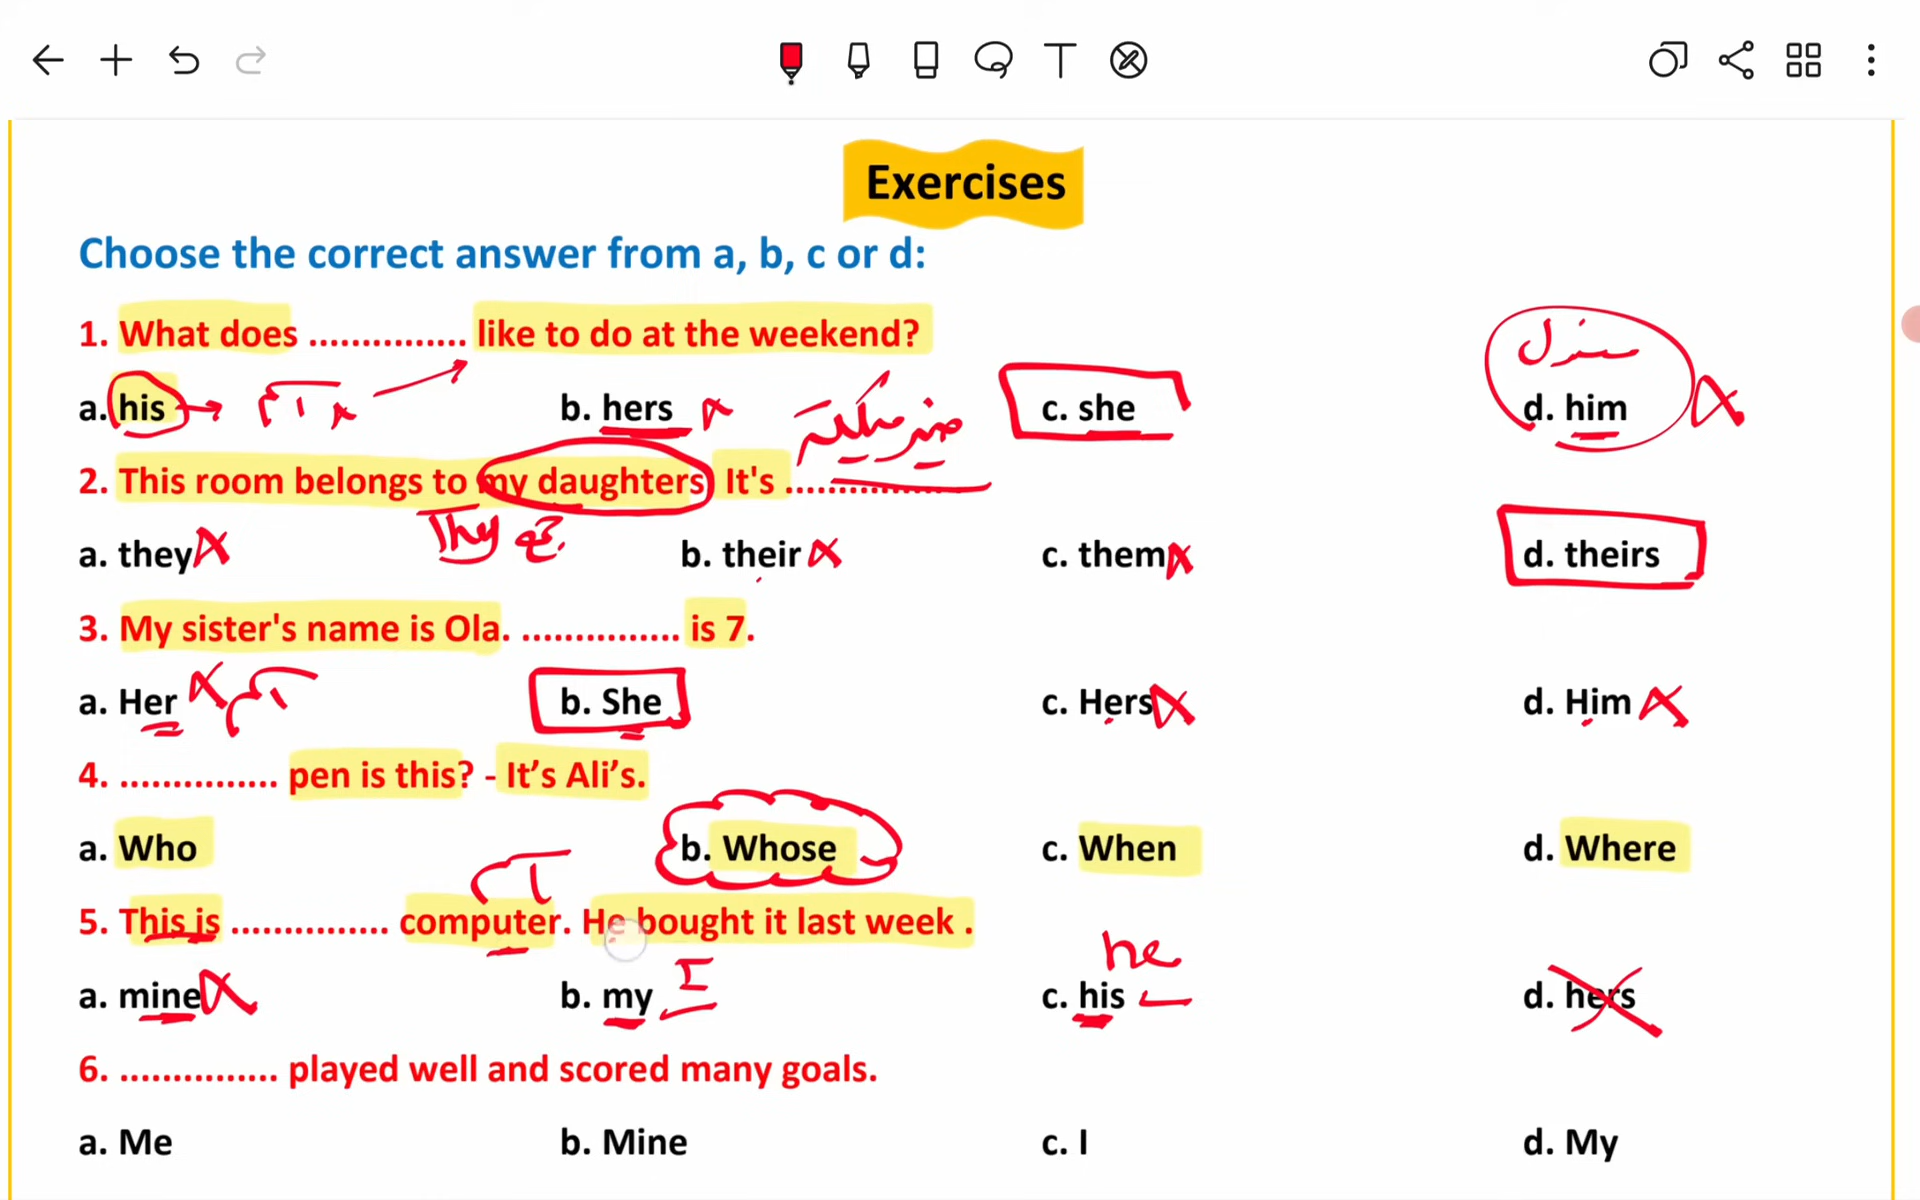 Exercises
Choose the correct answer from a, b, c or d:
1. What does ............... like to do at the weekend?
a. his b. hers c. she d. him
2. This room belongs to my daughters It's ....................
They جمع
a. they b. their c. them d. theirs
3. My sister's name is Ola. ............... is 7.
a. Her b. She c. Hers d. Him
4. ............... pen is this? - It’s Ali’s.
a. Who b. Whose c. When d. Where
5. This is ............... computer. He bought it last week .
he
a. mine b. my I c. his d. hers
6. ............... played well and scored many goals.
a. Me b. Mine c. I d. My